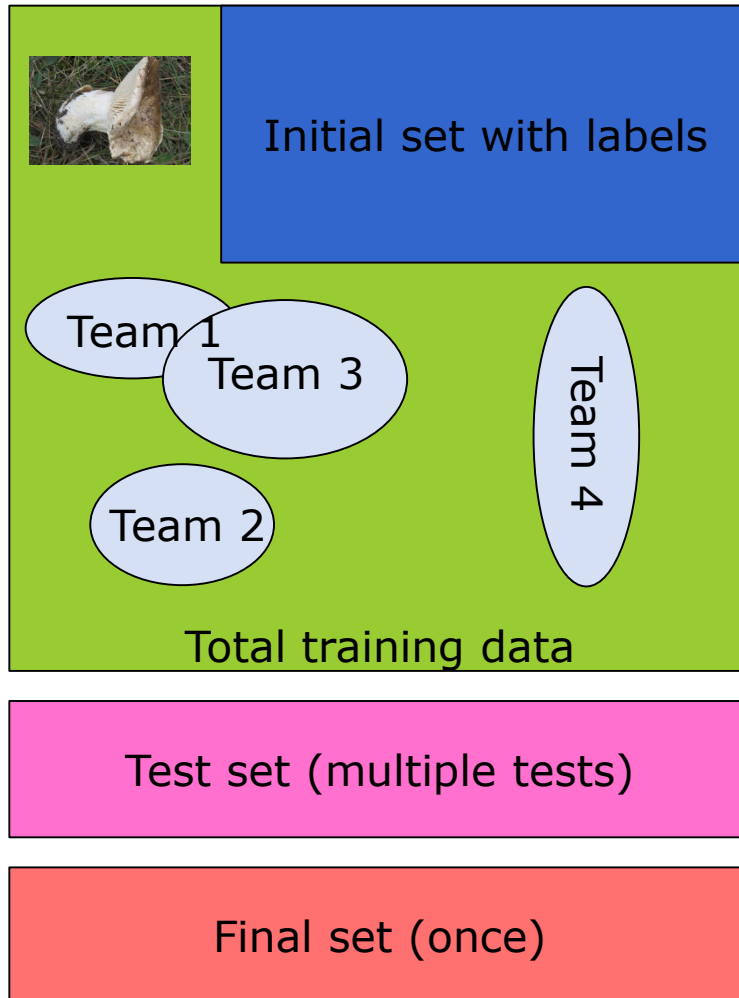 Initial set with labels
Team 1
Team 3
Team 4
Team 2
Total training data
Test set (multiple tests)
Final set (once)